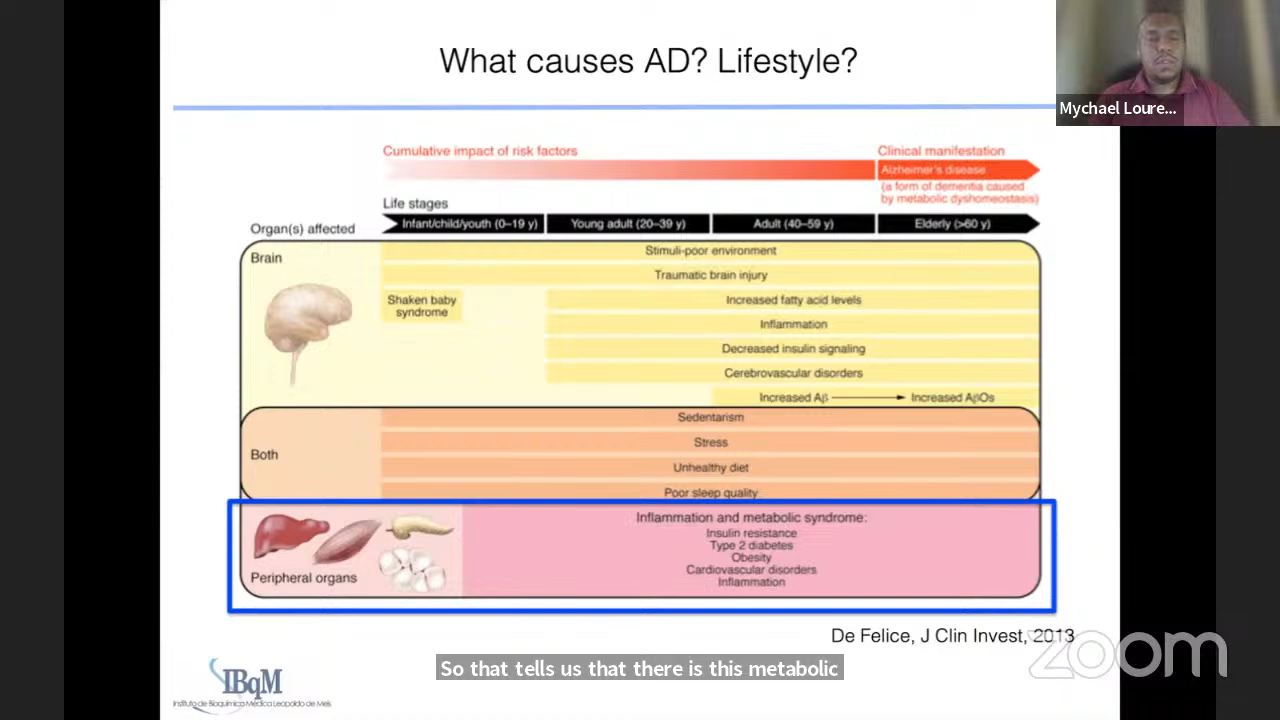 What causes AD? Lifestyle?
Mychael Loure...
Cumulative impact of risk factors
Clinical manifestation
Alzheimer's disease
(a form of dementia caused
by metabolic dyshomeostasis)
Life stages
Organ(s) affected
Infant/child/youth (0–19 y)
Young adult (20–39 y)
Adult (40–59 y)
Elderly (>60 y)
Brain
Stimuli-poor environment
Traumatic brain injury
Shaken baby
syndrome
Increased fatty acid levels
Inflammation
Decreased insulin signaling
Cerebrovascular disorders
Increased Aβ
Increased AβOs
Both
Sedentarism
Stress
Unhealthy diet
Poor sleep quality
Peripheral organs
Inflammation and metabolic syndrome:
Insulin resistance
Type 2 diabetes
Obesity
Cardiovascular disorders
Inflammation
De Felice, J Clin Invest, 2013
zoom
So that tells us that there is this metabolic
IBqM
Instituto de Bioquímica Médica Leopoldo de Meis